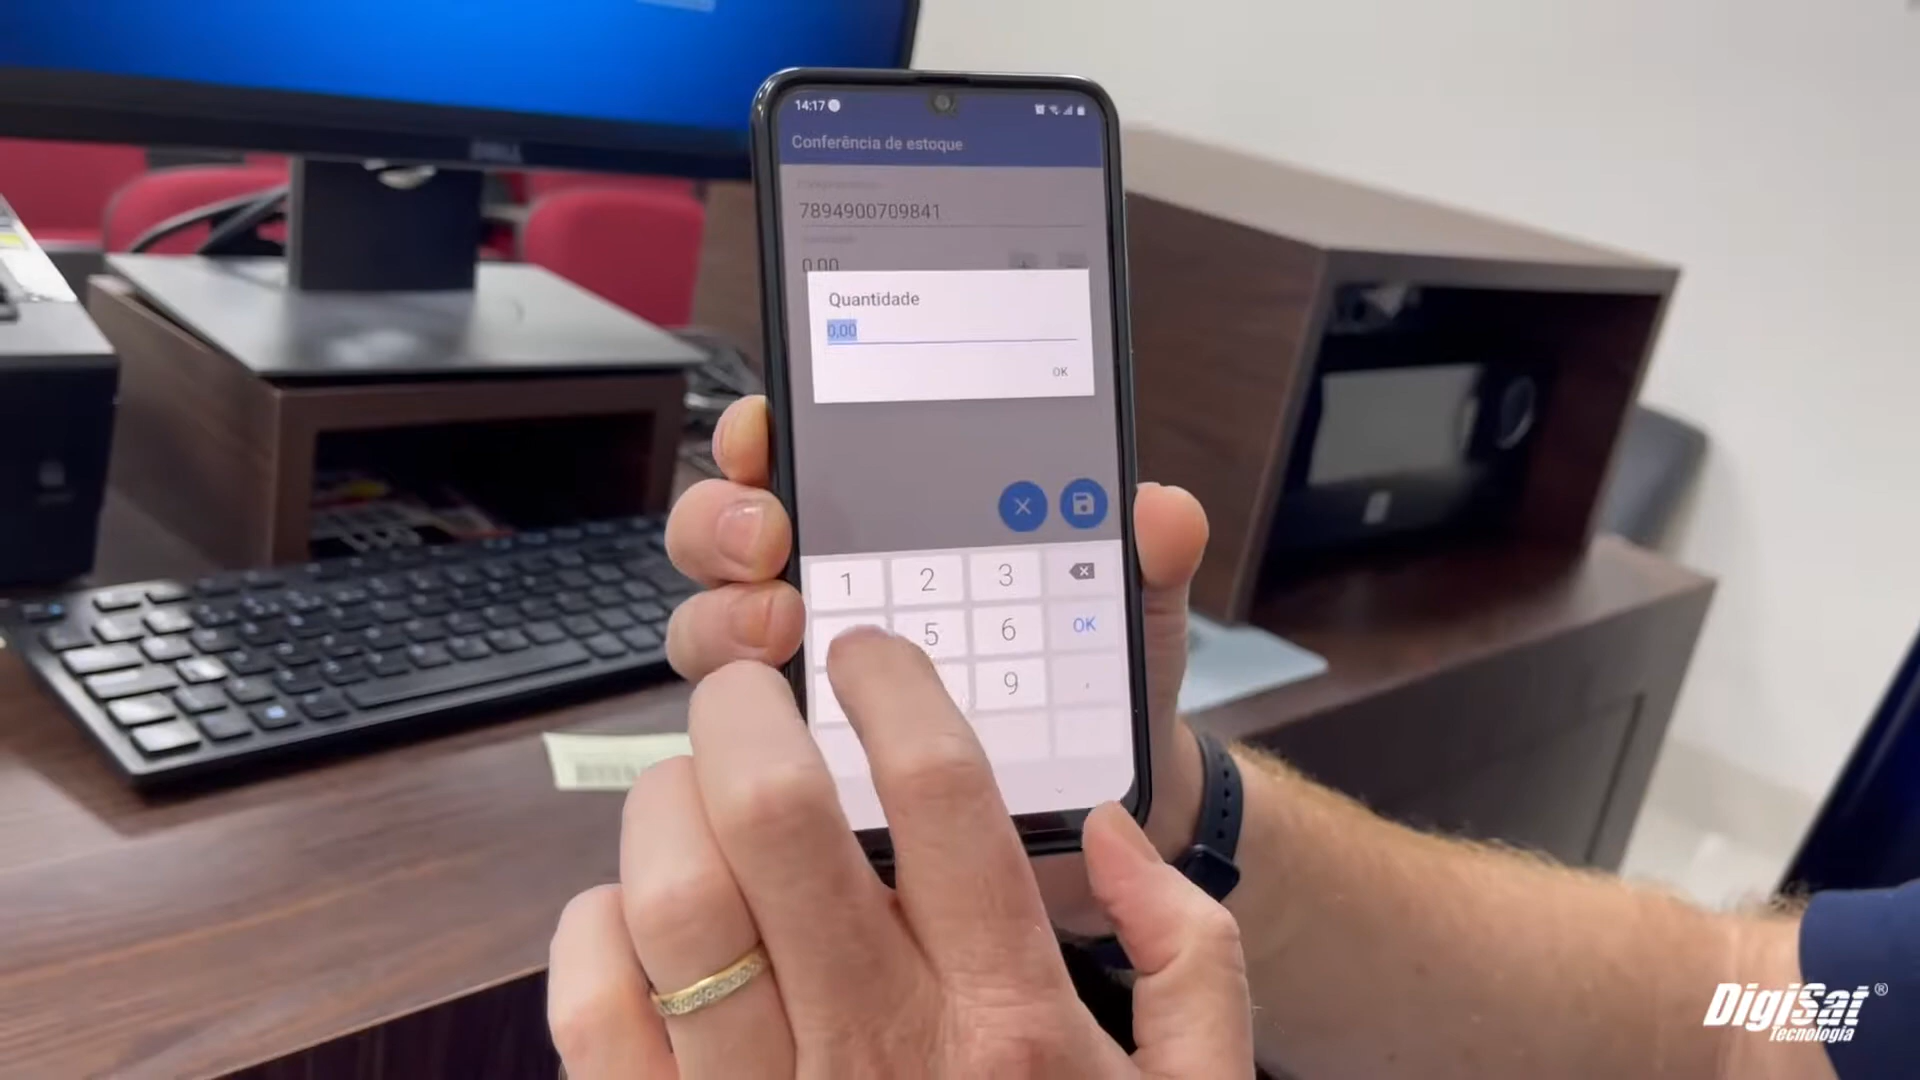 14:17
Conferência de estoque
7894900709841
0,00
Quantidade
0,00
OK
1 2 3
5 6 OK
9 .
DELL
DigiSat®
Tecnologia